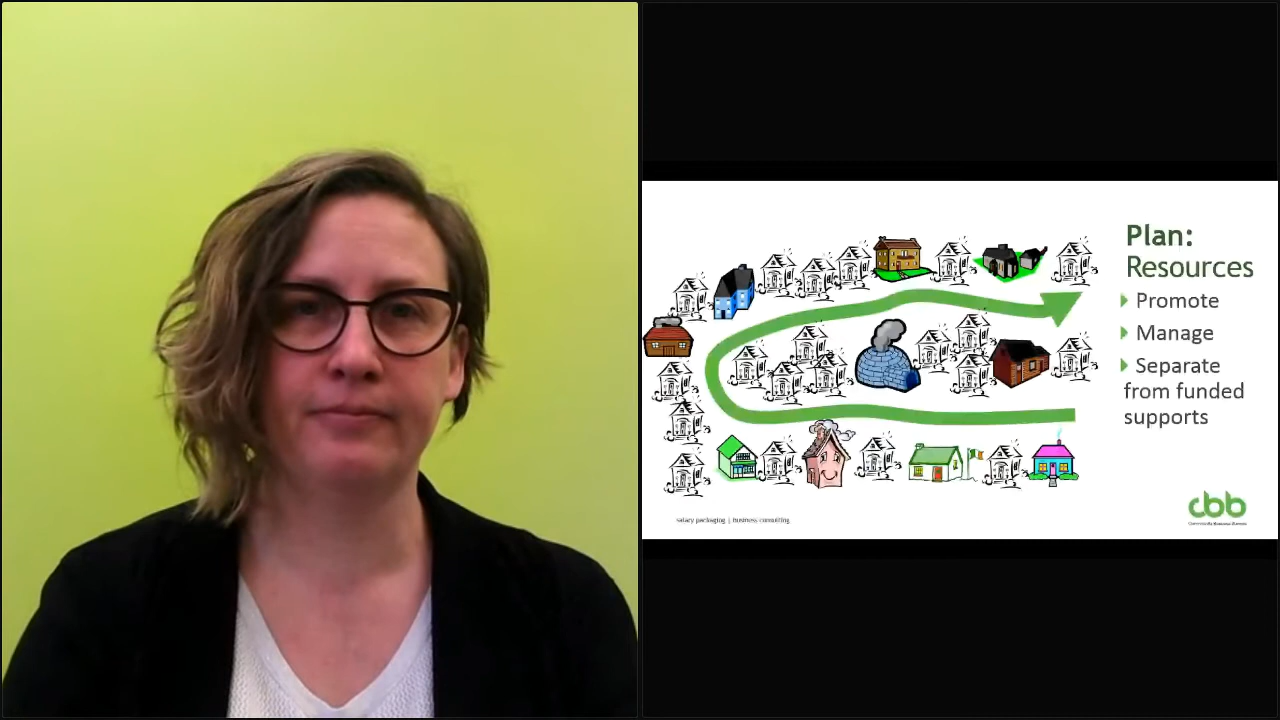 Plan:
Resources
Promote
Manage
Separate
from funded
supports
cbb
salary packaging | business consulting